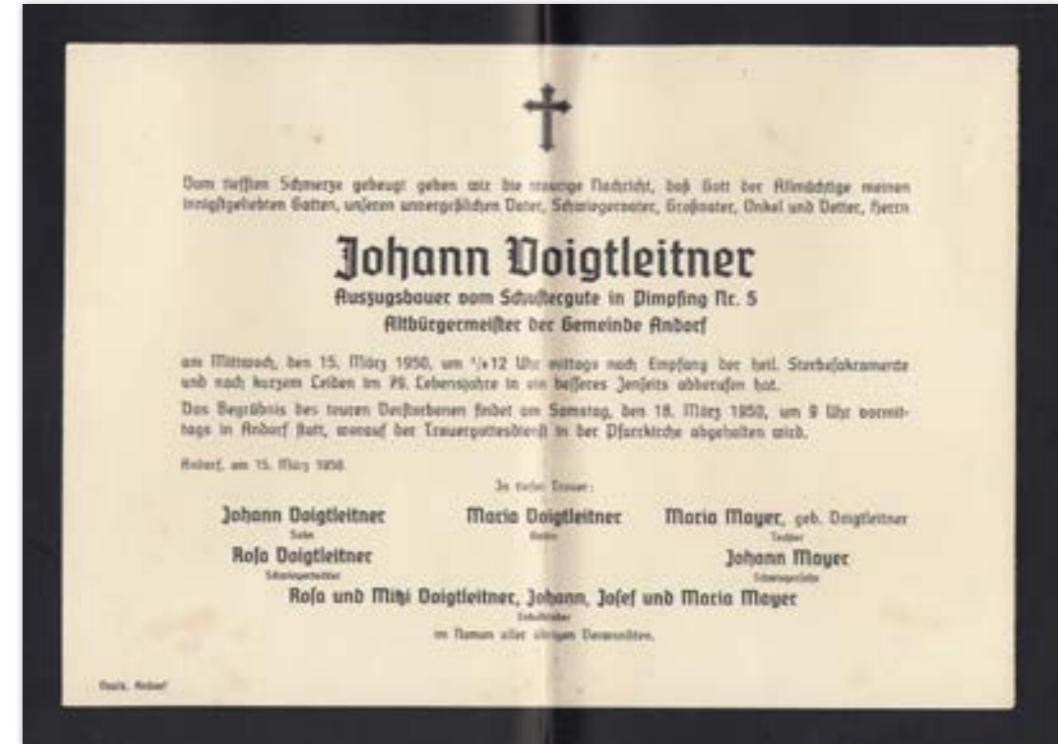 Vom tiefsten Schmerze gebeugt geben wir die traurige Nachricht, daß Gott der Allmächtige meinen
innigstgeliebten Gatten, unseren unvergeßlichen Vater, Schwiegervater, Großvater, Onkel und Vetter, Herrn
Johann Voigtleitner
Auszugsbauer vom Schustergute in Pimpfing Nr. 5
Altbürgermeister der Gemeinde Andorf
am Mittwoch, den 15. März 1950, um 12 Uhr mittags nach Empfang der heil. Sterbesakramente
und nach kurzem Leiden im 79. Lebensjahre in ein besseres Jenseits abberufen hat.
Das Begräbnis des teuren Verstorbenen findet am Samstag, den 18. März 1950, um 9 Uhr vormit-
tags in Andorf statt, worauf der Trauergottesdienst in der Pfarrkirche abgehalten wird.
Andorf, am 15. März 1950.
In tiefer Trauer:
Johann Voigtleitner Maria Voigtleitner Maria Mayer, geb. Voigtleitner
Sohn Gattin Tochter
Rosa Voigtleitner Johann Mayer
Schwiegertochter Schwiegersohn
Rosa und Mitzi Voigtleitner, Johann, Josef und Maria Mayer
Enkelkinder
im Namen aller übrigen Verwandten.
Andorf